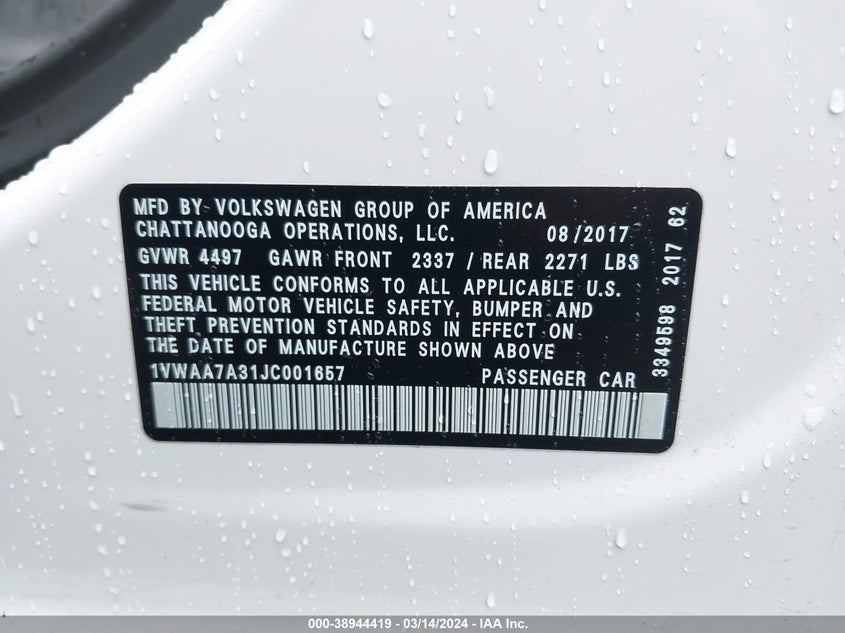 MFD BY VOLKSWAGEN GROUP OF AMERICA
CHATTANOOGA OPERATIONS, LLC. 08/2017
GVWR 4497 GAWR FRONT 2337 / REAR 2271 LBS
THIS VEHICLE CONFORMS TO ALL APPLICABLE U.S.
FEDERAL MOTOR VEHICLE SAFETY, BUMPER AND
THEFT PREVENTION STANDARDS IN EFFECT ON
THE DATE OF MANUFACTURE SHOWN ABOVE
1VWAA7A31JC001657 PASSENGER CAR
3349598 2017 62
000-38944419 - 03/14/2024 - IAA Inc.